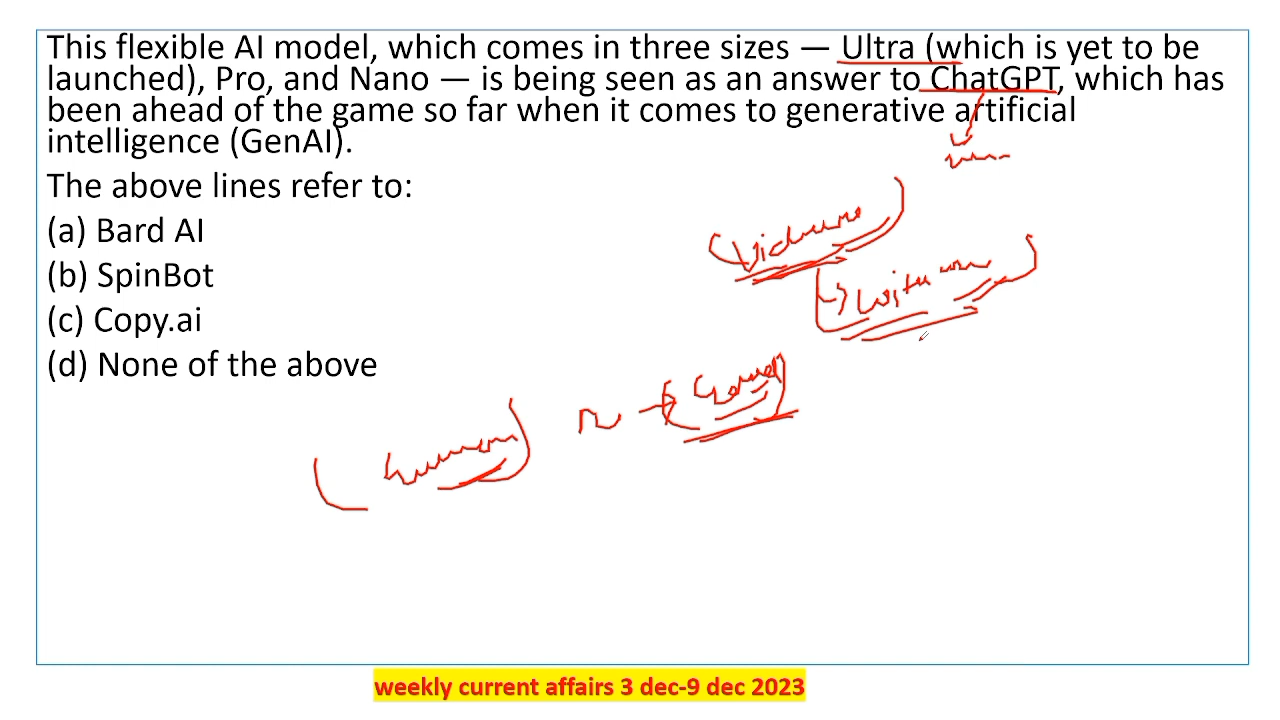 This flexible AI model, which comes in three sizes — Ultra (which is yet to be
launched), Pro, and Nano — is being seen as an answer to ChatGPT, which has
been ahead of the game so far when it comes to generative artificial
intelligence (GenAI).
The above lines refer to:
(a) Bard AI
(b) SpinBot
(c) Copy.ai
(d) None of the above
weekly current affairs 3 dec-9 dec 2023